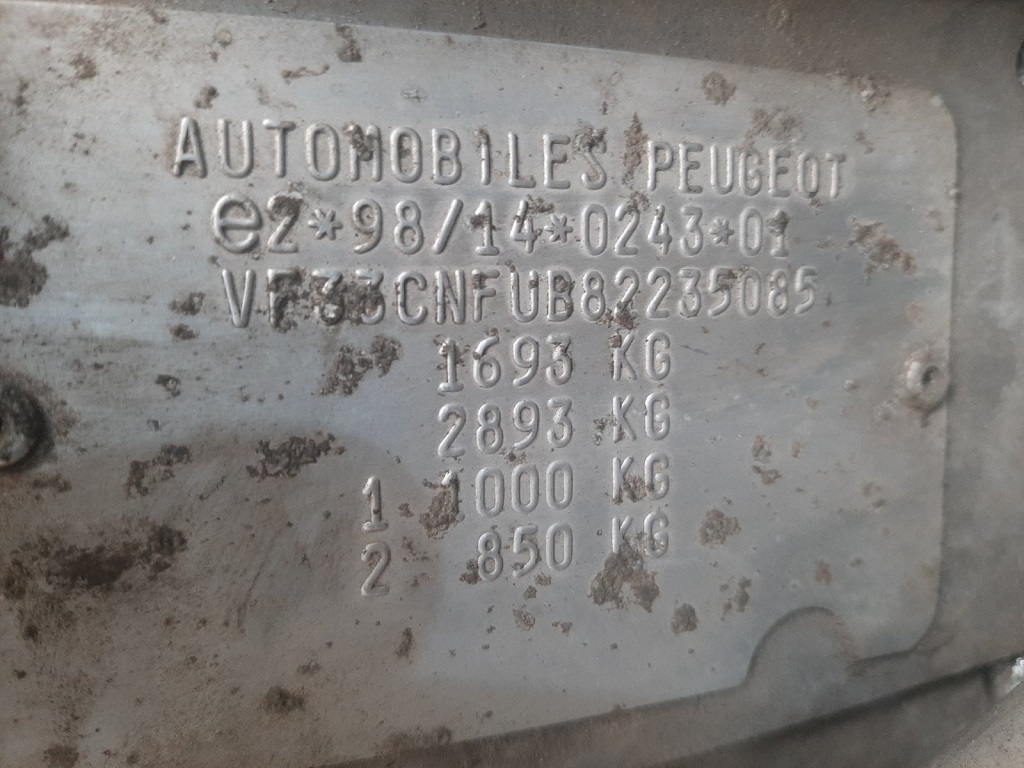 AUTOMOBILES PEUGEOT
e2*98/14*0243*01
VF33CNFUB82235085
1693 KG
2893 KG
1 1000 KG
2 850 KG